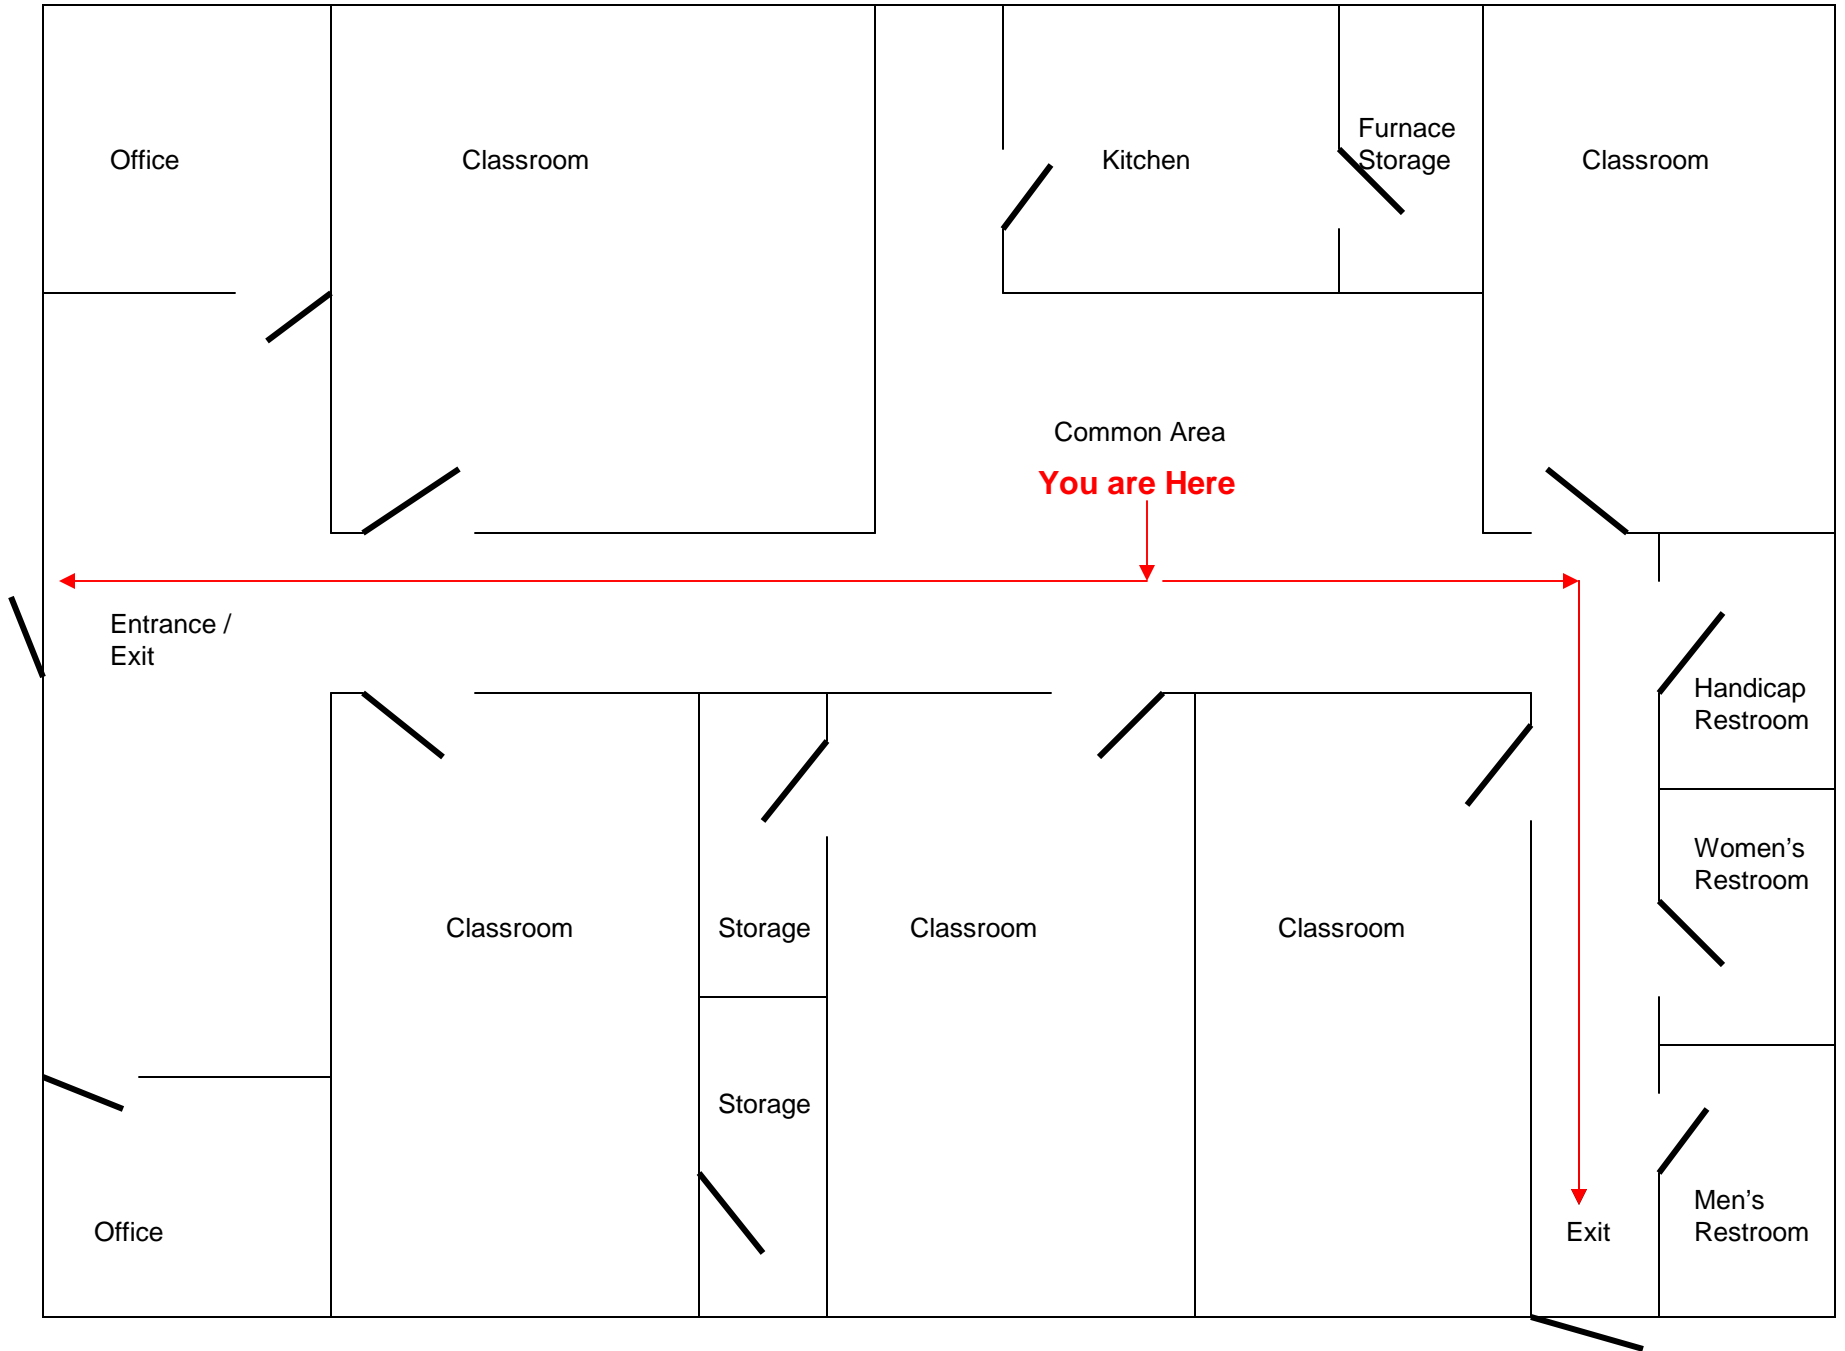 Office
Classroom
Kitchen
Furnace
Storage
Classroom
Common Area
You are Here
Entrance /
Exit
Handicap
Restroom
Women’s
Restroom
Classroom
Storage
Classroom
Classroom
Storage
Office
Exit
Men’s
Restroom